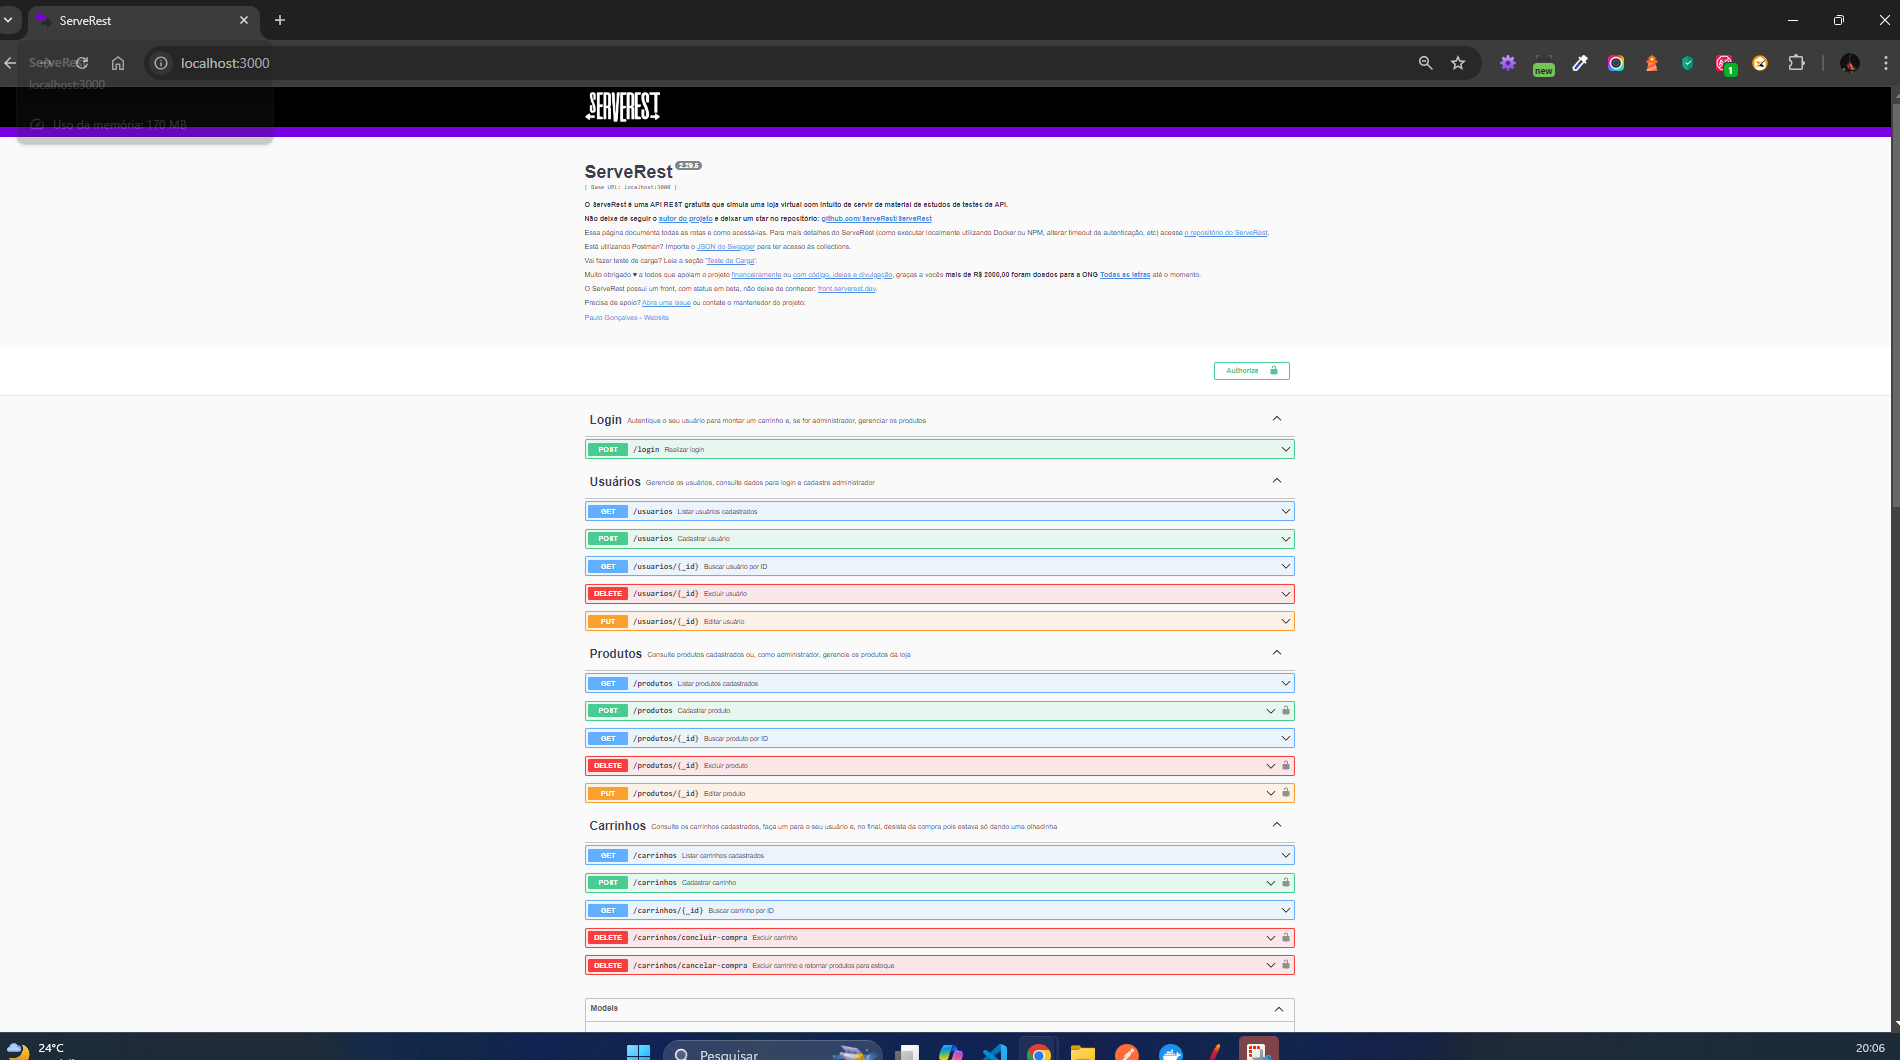 ServeRest
localhost:3000
ServeRest
localhost:3000
Uso da memória: 170 MB
new
1
SERVEREST
ServeRest 2.29.5
[ Base URL: localhost:3000 ]
O ServeRest é uma API REST gratuita que simula uma loja virtual com intuito de servir de material de estudos de testes de API.
Não deixe de seguir o autor do projeto e deixar um star no repositório: github.com/ServeRest/ServeRest
Essa página documenta todas as rotas e como acessá-las. Para mais detalhes do ServeRest (como executar localmente utilizando Docker ou NPM, alterar timeout de autenticação, etc) acesse o repositório do ServeRest.
Está utilizando Postman? Importe o JSON do Swagger para ter acesso às collections.
Vai fazer teste de carga? Leia a seção 'Teste de Carga'.
Muito obrigado ♥ a todos que apoiam o projeto financeiramente ou com código, ideias e divulgação, graças a vocês mais de R$ 2000,00 foram doados para a ONG Todas as letras até o momento.
O ServeRest possui um front, com status em beta, não deixe de conhecer: front.serverest.dev.
Precisa de apoio? Abra uma issue ou contate o mantenedor do projeto:
Paulo Gonçalves - Website
Authorize
Login Autentique o seu usuário para montar um carrinho e, se for administrador, gerenciar os produtos
POST /login Realizar login
Usuários Gerencie os usuários, consulte dados para login e cadastre administrador
GET /usuarios Listar usuários cadastrados
POST /usuarios Cadastrar usuário
GET /usuarios/{_id} Buscar usuário por ID
DELETE /usuarios/{_id} Excluir usuário
PUT /usuarios/{_id} Editar usuário
Produtos Consulte produtos cadastrados ou, como administrador, gerencie os produtos da loja
GET /produtos Listar produtos cadastrados
POST /produtos Cadastrar produto
GET /produtos/{_id} Buscar produto por ID
DELETE /produtos/{_id} Excluir produto
PUT /produtos/{_id} Editar produto
Carrinhos Consulte os carrinhos cadastrados, faça um para o seu usuário e, no final, desista da compra pois estava só dando uma olhadinha
GET /carrinhos Listar carrinhos cadastrados
POST /carrinhos Cadastrar carrinho
GET /carrinhos/{_id} Buscar carrinho por ID
DELETE /carrinhos/concluir-compra Excluir carrinho
DELETE /carrinhos/cancelar-compra Excluir carrinho e retornar produtos para estoque
Models
24°C
Pesquisar
20:06